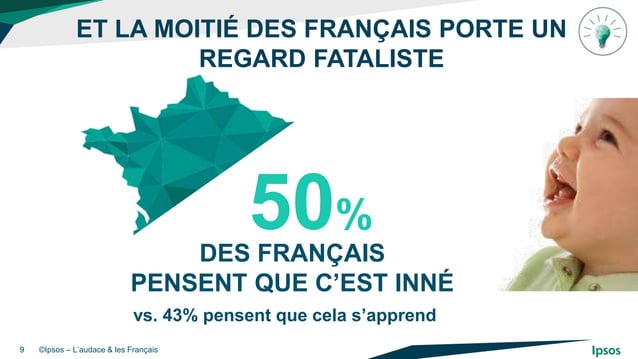 ET LA MOITIÉ DES FRANÇAIS PORTE UN
REGARD FATALISTE
50%
DES FRANÇAIS
PENSENT QUE C’EST INNÉ
vs. 43% pensent que cela s’apprend
9 ©Ipsos – L’audace & les Français
Ipsos